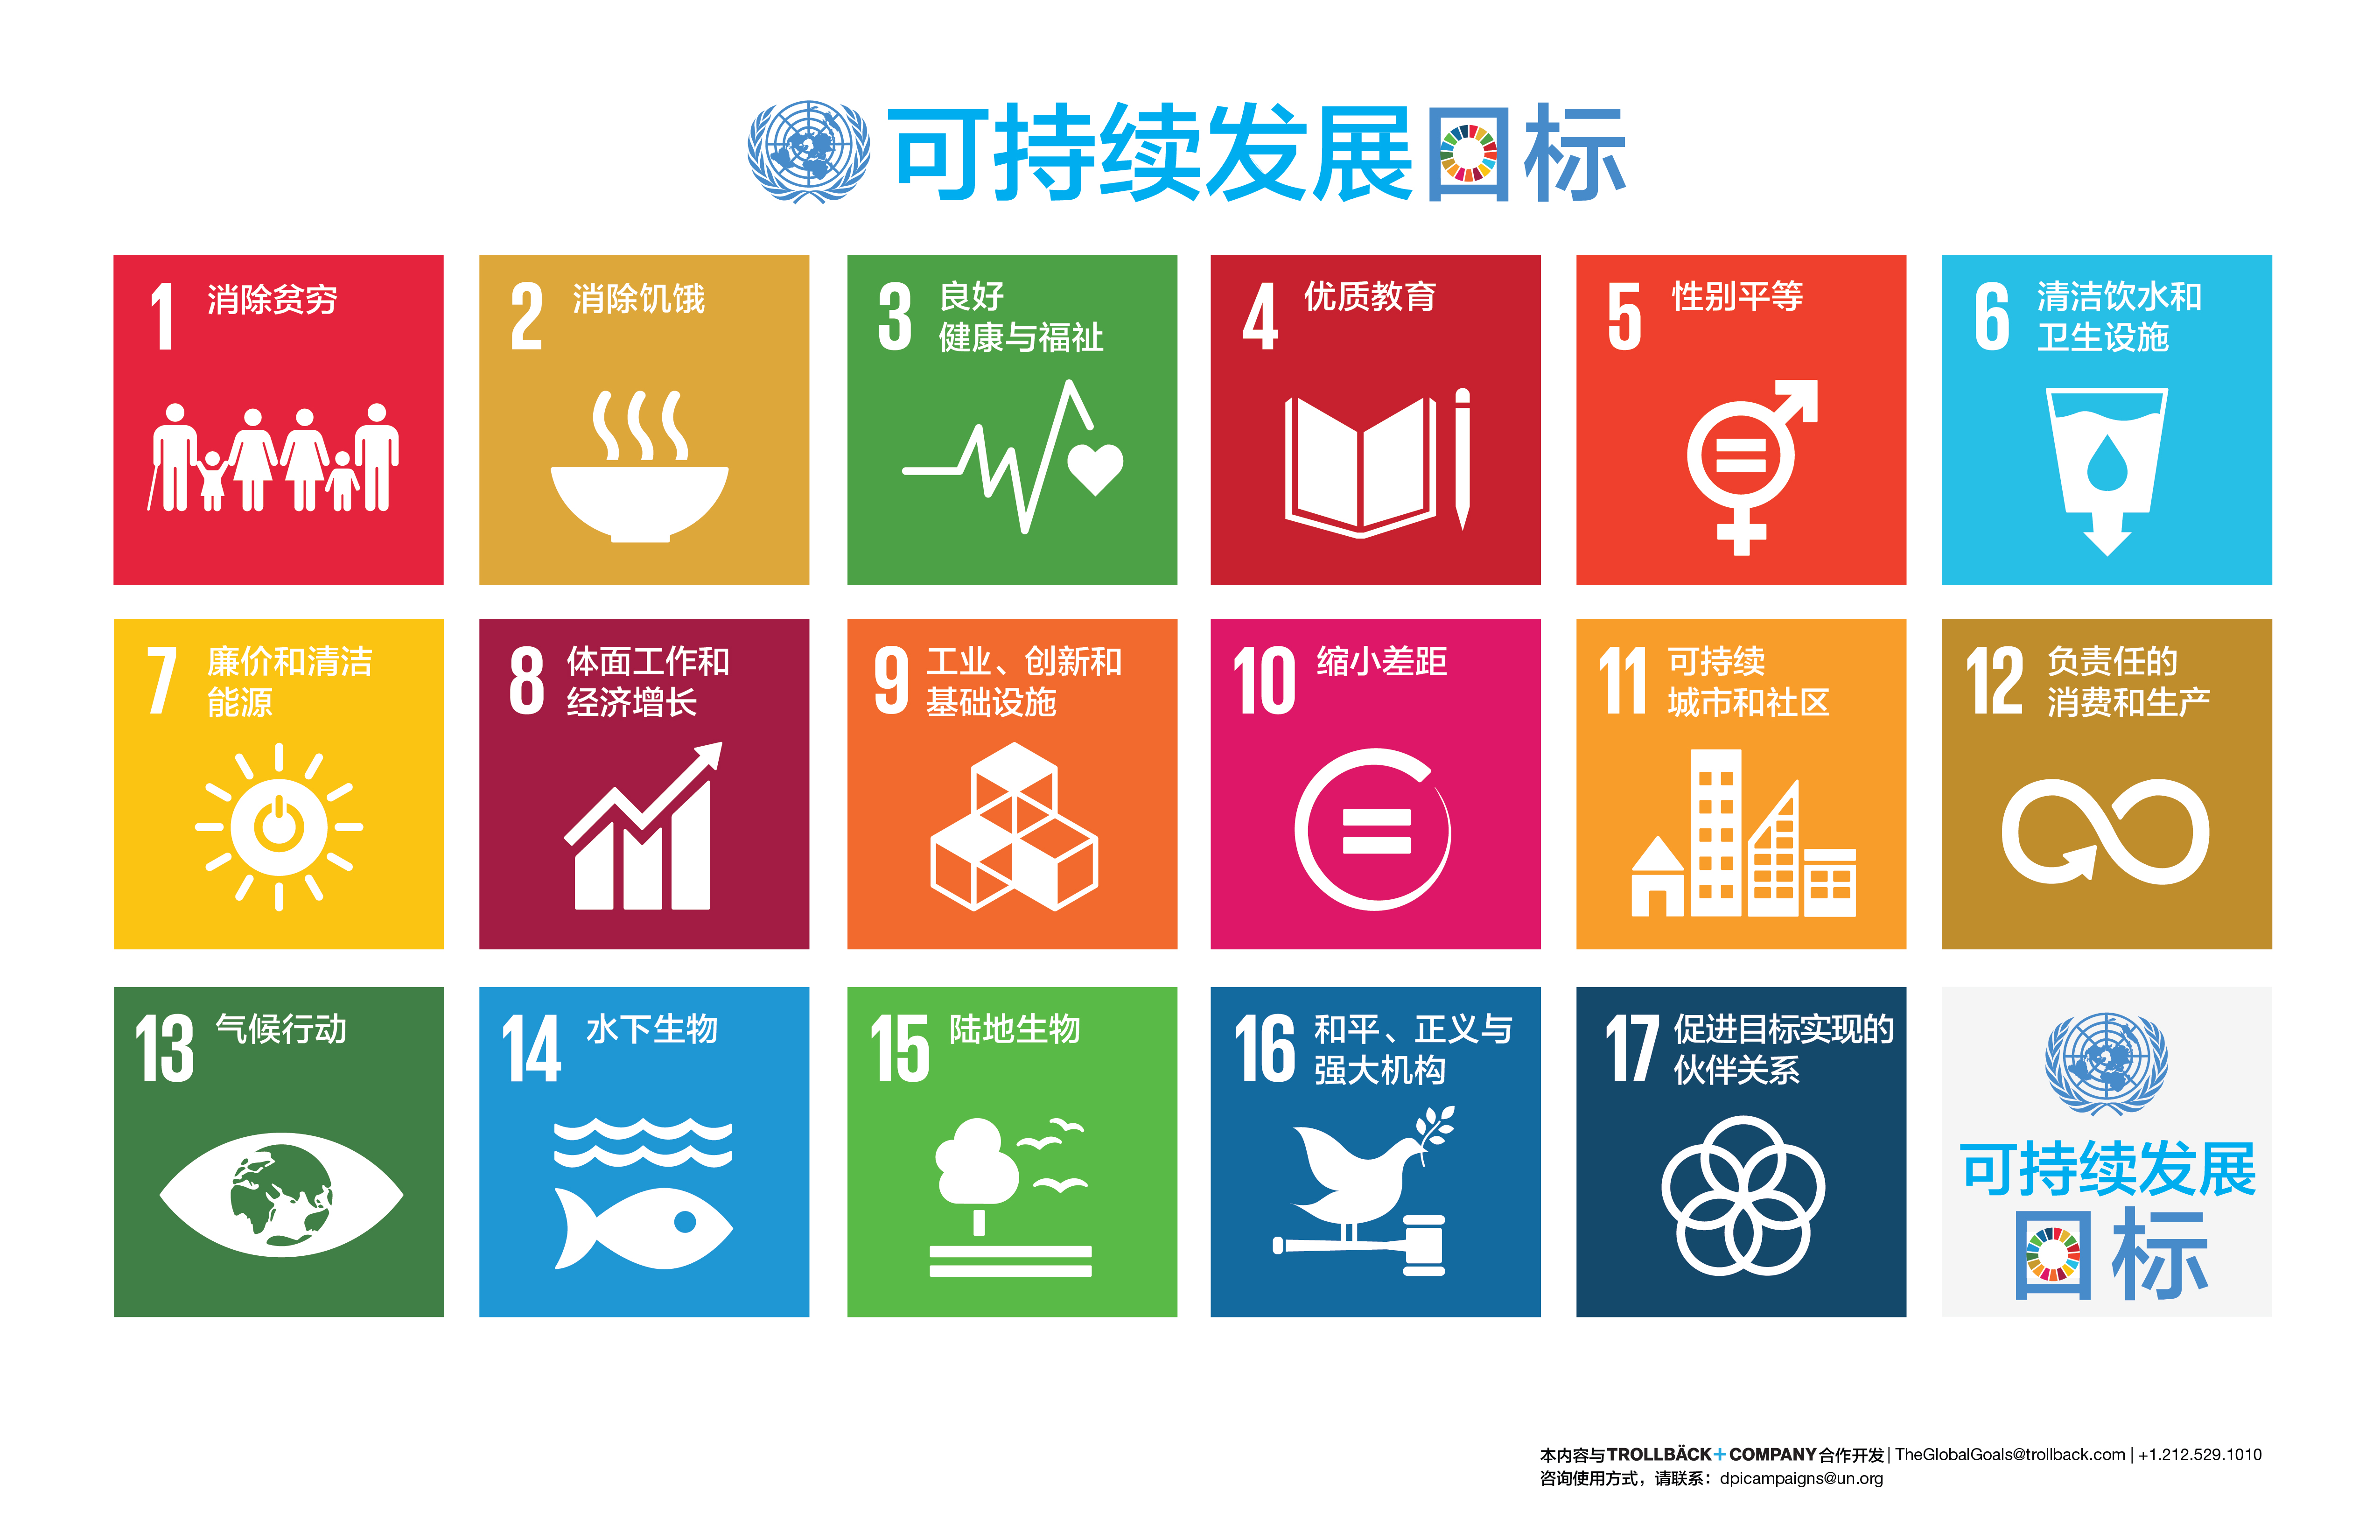 可持续发展目标
1 消除贫穷
2 消除饥饿
3 良好
健康与福祉
4 优质教育
5 性别平等
6 清洁饮水和
卫生设施
7 廉价和清洁
能源
8 体面工作和
经济增长
9 工业、创新和
基础设施
10 缩小差距
11 可持续
城市和社区
12 负责任的
消费和生产
13 气候行动
14 水下生物
15 陆地生物
16 和平、正义与
强大机构
17 促进目标实现的
伙伴关系
可持续发展
目标
本内容与TROLLBÄCK+COMPANY合作开发| TheGlobalGoals@trollback.com | +1.212.529.1010
咨询使用方式，请联系：dpicampaigns@un.org